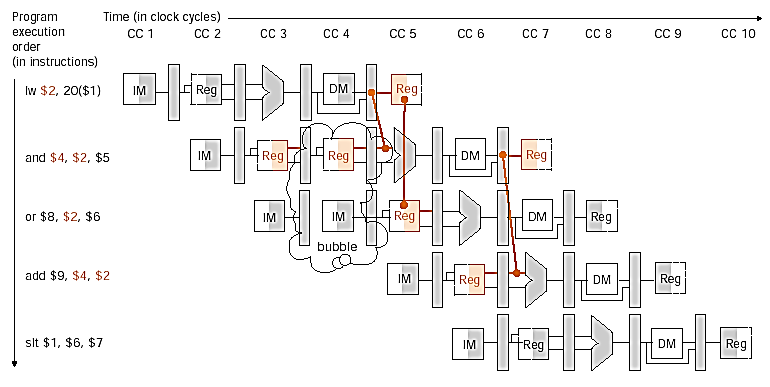 Program
execution
order
(in instructions)
Time (in clock cycles)
CC 1 CC 2 CC 3 CC 4 CC 5 CC 6 CC 7 CC 8 CC 9 CC 10
lw $2, 20($1)
IM Reg DM Reg
and $4, $2, $5
IM Reg Reg DM Reg
or $8, $2, $6
IM IM Reg DM Reg
bubble
add $9, $4, $2
IM Reg DM Reg
slt $1, $6, $7
IM Reg DM Reg